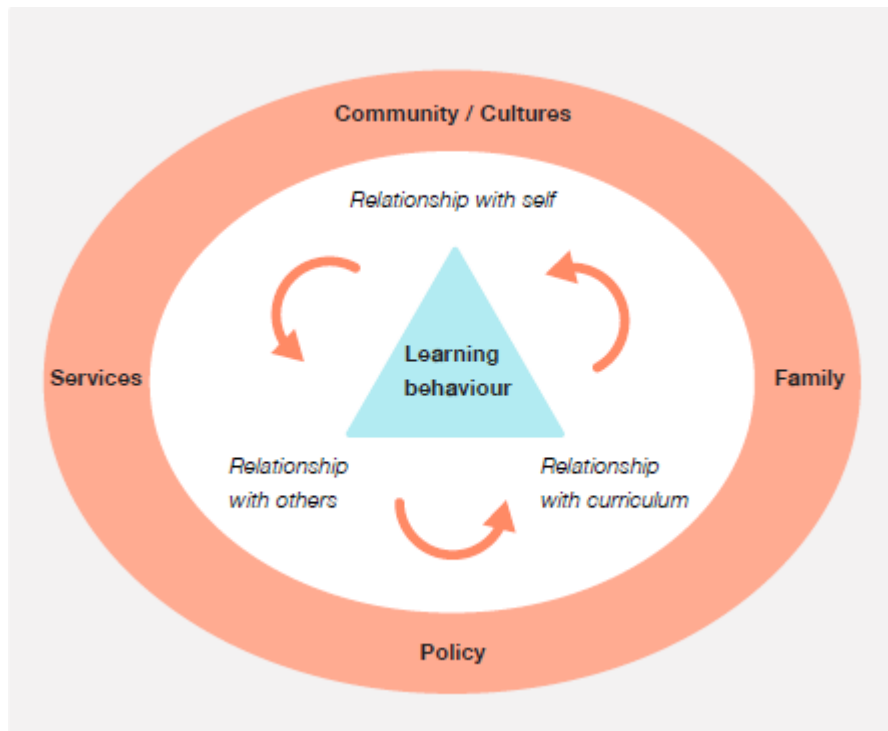 Community / Cultures
Relationship with self
Learning
behaviour
Services
Family
Relationship
with others
Relationship
with curriculum
Policy